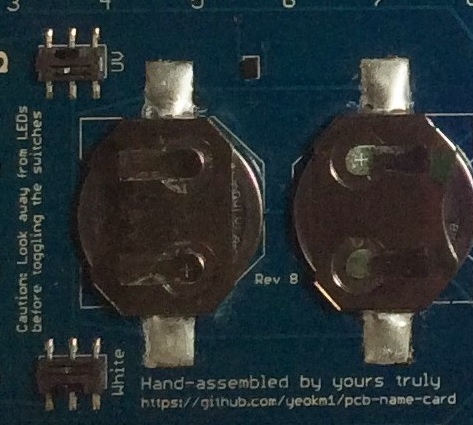 3 4 5 6 7
UV
Caution: Look away from LEDs
before toggling the switches
Rev 8
White
Hand-assembled by yours truly
https://github.com/yeokm1/pcb-name-card